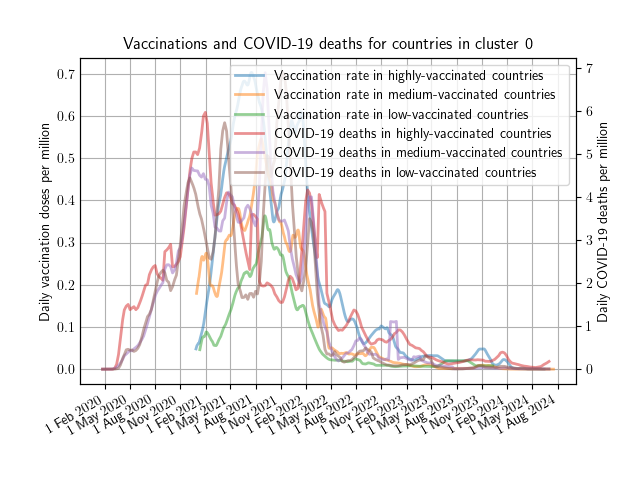 Vaccinations and COVID-19 deaths for countries in cluster 0
Daily vaccination doses per million
0.7
0.6
0.5
0.4
0.3
0.2
0.1
0.0
Vaccination rate in highly-vaccinated countries
Vaccination rate in medium-vaccinated countries
Vaccination rate in low-vaccinated countries
COVID-19 deaths in highly-vaccinated countries
COVID-19 deaths in medium-vaccinated countries
COVID-19 deaths in low-vaccinated countries
7
6
5
4
3
2
1
0
Daily COVID-19 deaths per million
1 Feb 2020
1 May 2020
1 Aug 2020
1 Nov 2020
1 Feb 2021
1 May 2021
1 Aug 2021
1 Nov 2021
1 Feb 2022
1 May 2022
1 Aug 2022
1 Nov 2022
1 Feb 2023
1 May 2023
1 Aug 2023
1 Nov 2023
1 Feb 2024
1 May 2024
1 Aug 2024